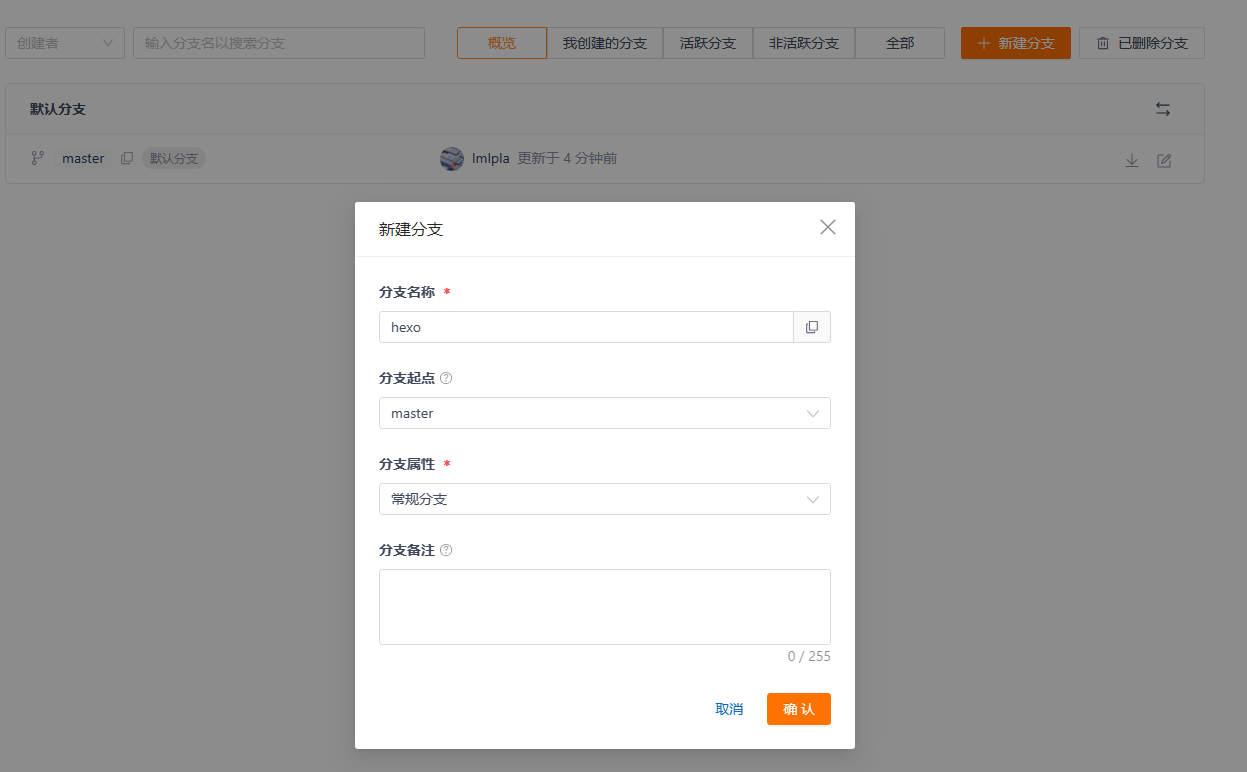 创建者 输入分支名以搜索分支 概览 我创建的分支 活跃分支 非活跃分支 全部 新建分支 已删除分支
默认分支
master 默认分支 lmlpla 更新于 4 分钟前
新建分支
分支名称 *
hexo
分支起点
master
分支属性 *
常规分支
分支备注
0 / 255
取消 确 认